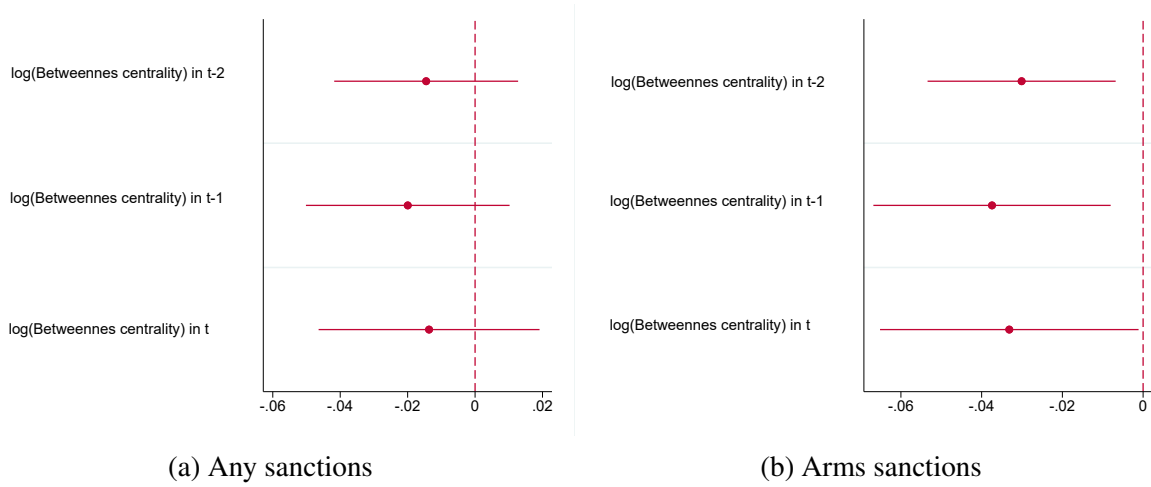 log(Betweennes centrality) in t-2
log(Betweennes centrality) in t-1
log(Betweennes centrality) in t
-.06 -.04 -.02 0 .02
(a) Any sanctions
log(Betweennes centrality) in t-2
log(Betweennes centrality) in t-1
log(Betweennes centrality) in t
-.06 -.04 -.02 0
(b) Arms sanctions